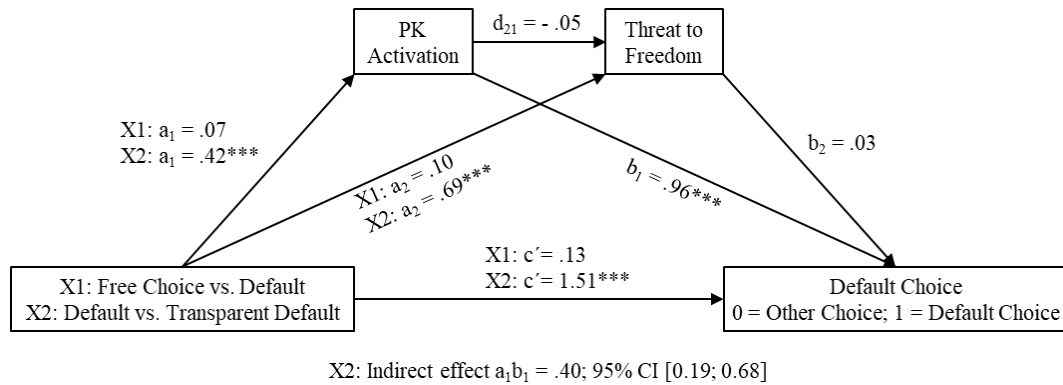 PK
Activation
d21 = - .05
Threat to
Freedom
X1: a1 = .07
X2: a1 = .42***
X1: a2 = .10
X2: a2 = .69***
b1 = .96***
b2 = .03
X1: c´= .13
X2: c´= 1.51***
X1: Free Choice vs. Default
X2: Default vs. Transparent Default
Default Choice
0 = Other Choice; 1 = Default Choice
X2: Indirect effect a1b1 = .40; 95% CI [0.19; 0.68]